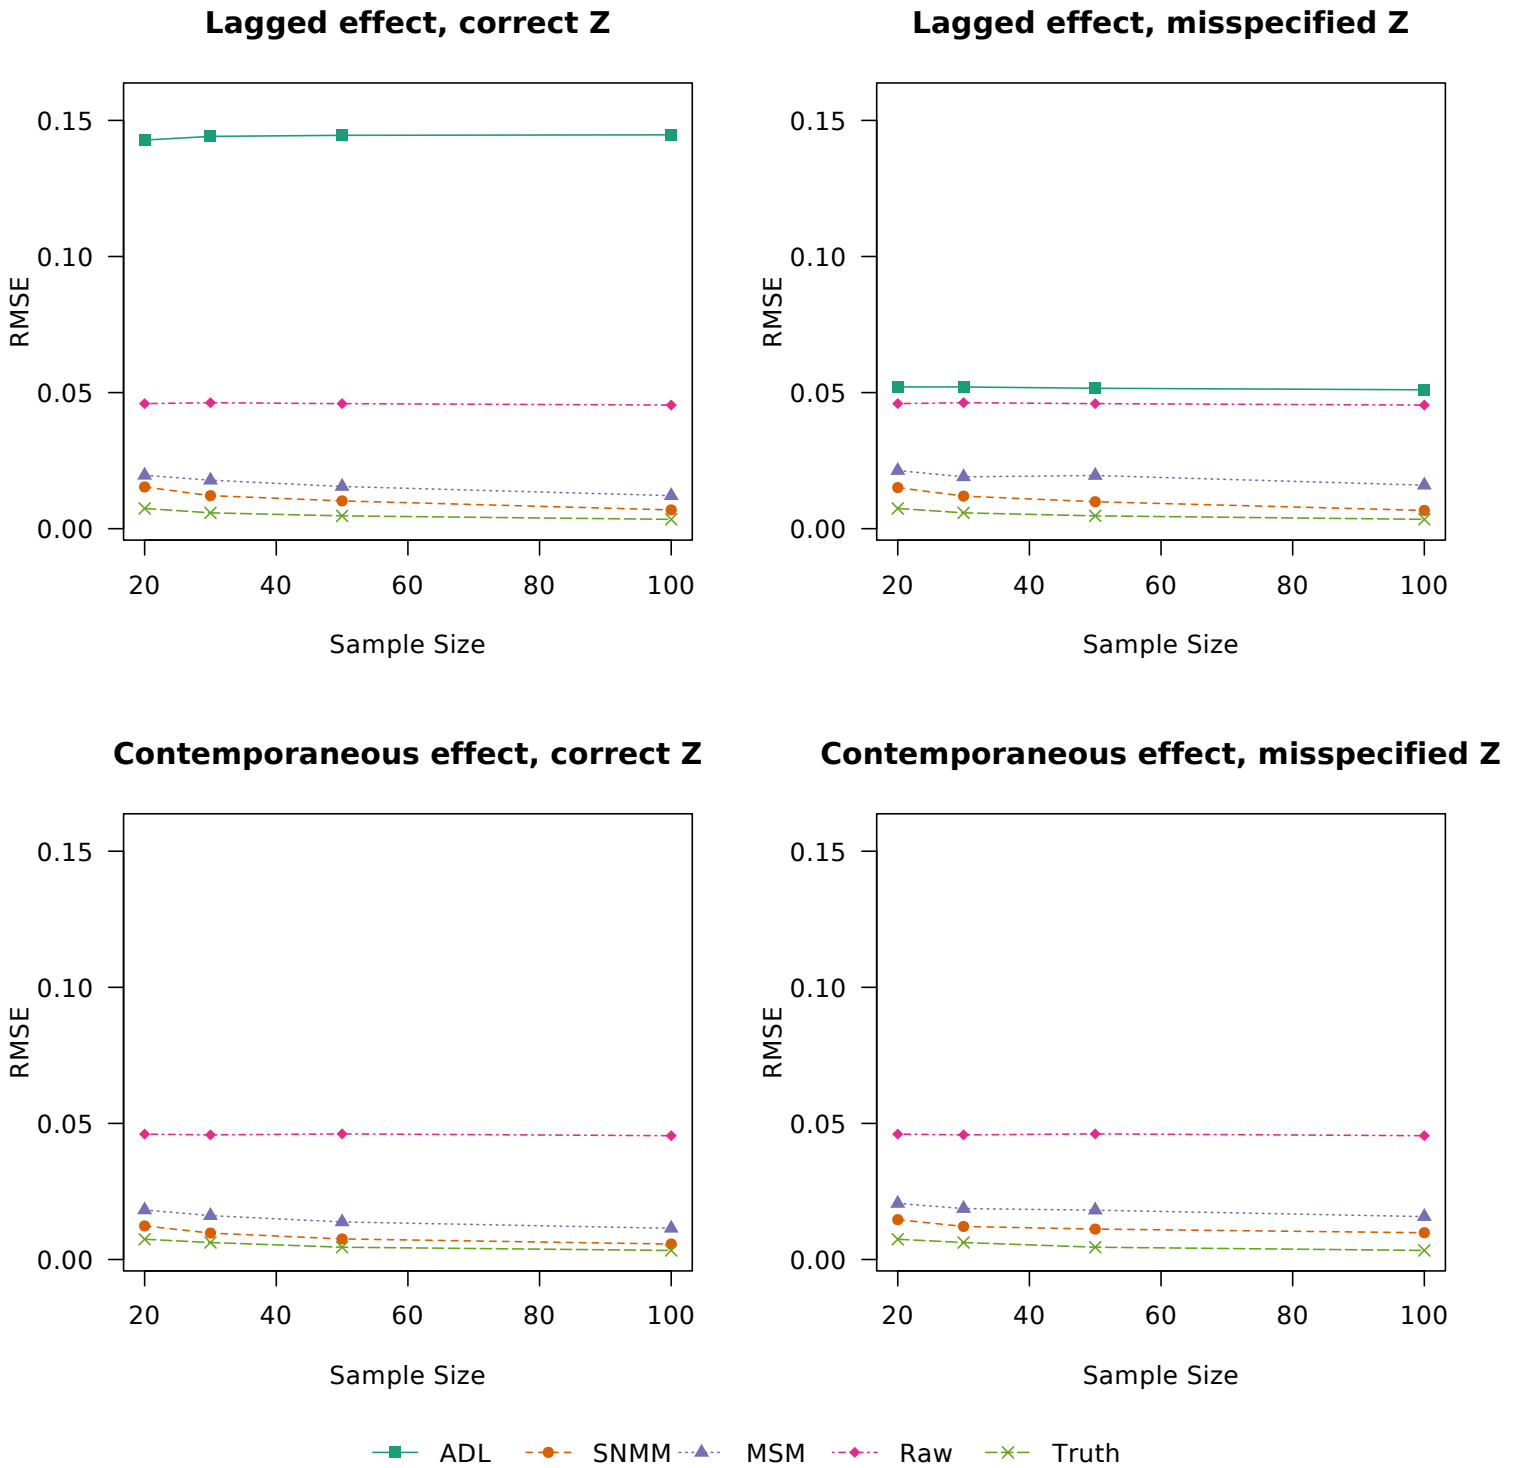 Lagged effect, correct Z
0.15
0.10
0.05
0.00
RMSE
20 40 60 80 100
Sample Size
Lagged effect, misspecified Z
0.15
0.10
0.05
0.00
RMSE
20 40 60 80 100
Sample Size
Contemporaneous effect, correct Z
0.15
0.10
0.05
0.00
RMSE
20 40 60 80 100
Sample Size
Contemporaneous effect, misspecified Z
0.15
0.10
0.05
0.00
RMSE
20 40 60 80 100
Sample Size
ADL SNMM MSM Raw Truth